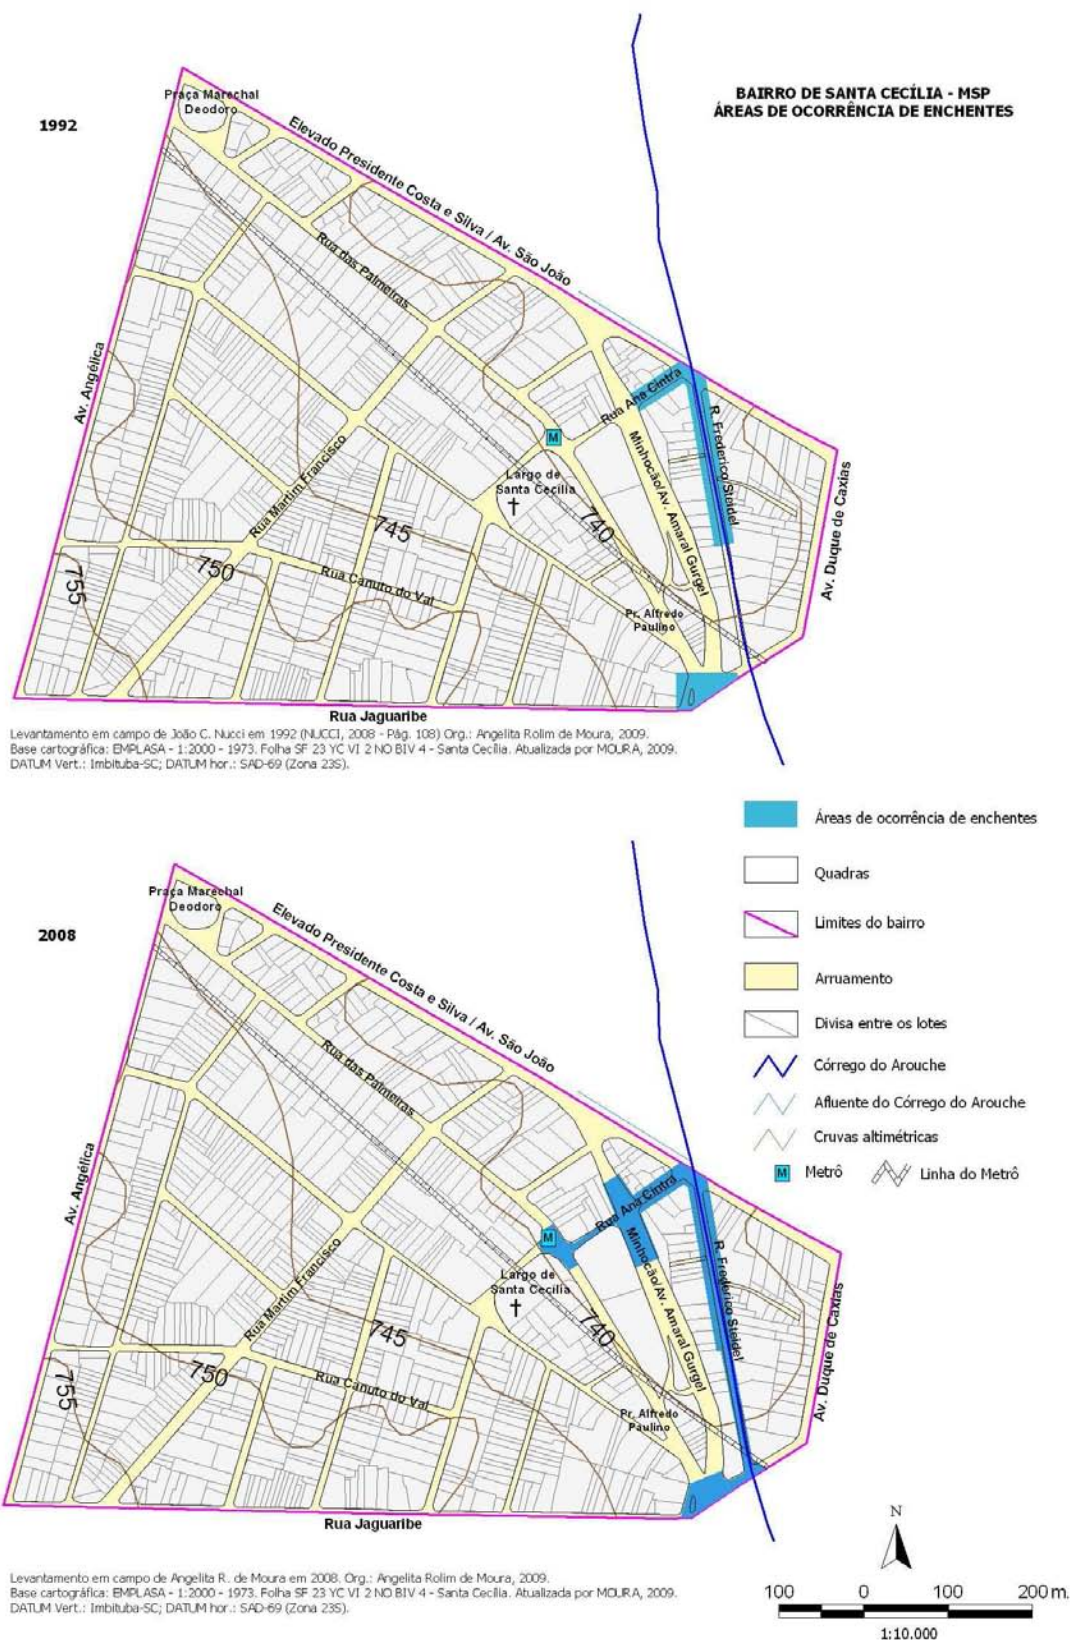 BAIRRO DE SANTA CECÍLIA - MSP
ÁREAS DE OCORRÊNCIA DE ENCHENTES
1992
Praça Marechal
Deodoro
Elevado Presidente Costa e Silva / Av. São João
Rua das Palmeiras
Av. Angélica
Rua Martim Francisco
Rua Ana Cintra
R. Frederico Steidel
M
Largo de
Santa Cecília
Minhocão/Av. Amaral Gurgel
Av. Duque de Caxias
740
745
750
755
Rua Canuto do Val
Pr. Alfredo
Paulino
Rua Jaguaribe
Levantamento em campo de João C. Nucci em 1992 (NUCCI, 2008 - Pág. 108) Org.: Angelita Rolim de Moura, 2009.
Base cartográfica: EMPLASA - 1:2000 - 1973. Folha SF 23 YC VI 2 NO BIV 4 - Santa Cecília. Atualizada por MOURA, 2009.
DATUM Vert.: Imbituba-SC; DATUM hor.: SAD-69 (Zona 23S).
Áreas de ocorrência de enchentes
Quadras
Limites do bairro
Arruamento
Divisa entre os lotes
Córrego do Arouche
Afluente do Córrego do Arouche
Cruvas altimétricas
M Metrô
Linha do Metrô
2008
Praça Marechal
Deodoro
Elevado Presidente Costa e Silva / Av. São João
Rua das Palmeiras
Av. Angélica
Rua Martim Francisco
Rua Ana Cintra
R. Frederico Steidel
M
Largo de
Santa Cecília
Minhocão/Av. Amaral Gurgel
Av. Duque de Caxias
740
745
750
755
Rua Canuto do Val
Pr. Alfredo
Paulino
Rua Jaguaribe
Levantamento em campo de Angelita R. de Moura em 2008. Org.: Angelita Rolim de Moura, 2009.
Base cartográfica: EMPLASA - 1:2000 - 1973. Folha SF 23 YC VI 2 NO BIV 4 - Santa Cecília. Atualizada por MOURA, 2009.
DATUM Vert.: Imbituba-SC; DATUM hor.: SAD-69 (Zona 23S).
N
100 0 100 200 m.
1:10.000